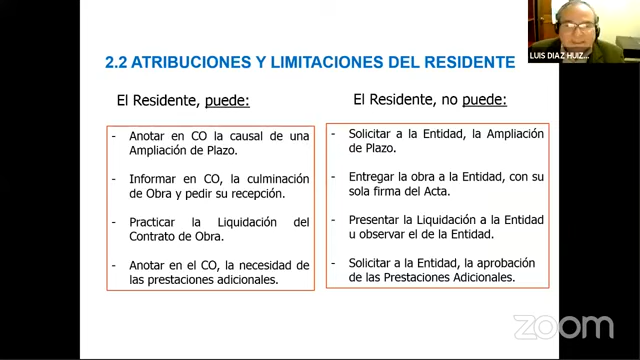 LUIS DIAZ HUIZ...
2.2 ATRIBUCIONES Y LIMITACIONES DEL RESIDENTE
El Residente, puede:
- Anotar en CO la causal de una
Ampliación de Plazo.
- Informar en CO, la culminación
de Obra y pedir su recepción.
- Practicar la Liquidación del
Contrato de Obra.
- Anotar en el CO, la necesidad de
las prestaciones adicionales.
El Residente, no puede:
- Solicitar a la Entidad, la Ampliación
de Plazo.
- Entregar la obra a la Entidad, con su
sola firma del Acta.
- Presentar la Liquidación a la Entidad
u observar el de la Entidad.
- Solicitar a la Entidad, la aprobación
de las Prestaciones Adicionales.
zoom